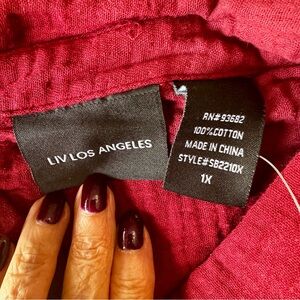 LIV LOS ANGELES
RN# 93682
100%COTTON
MADE IN CHINA
STYLE#SB2210X
1X